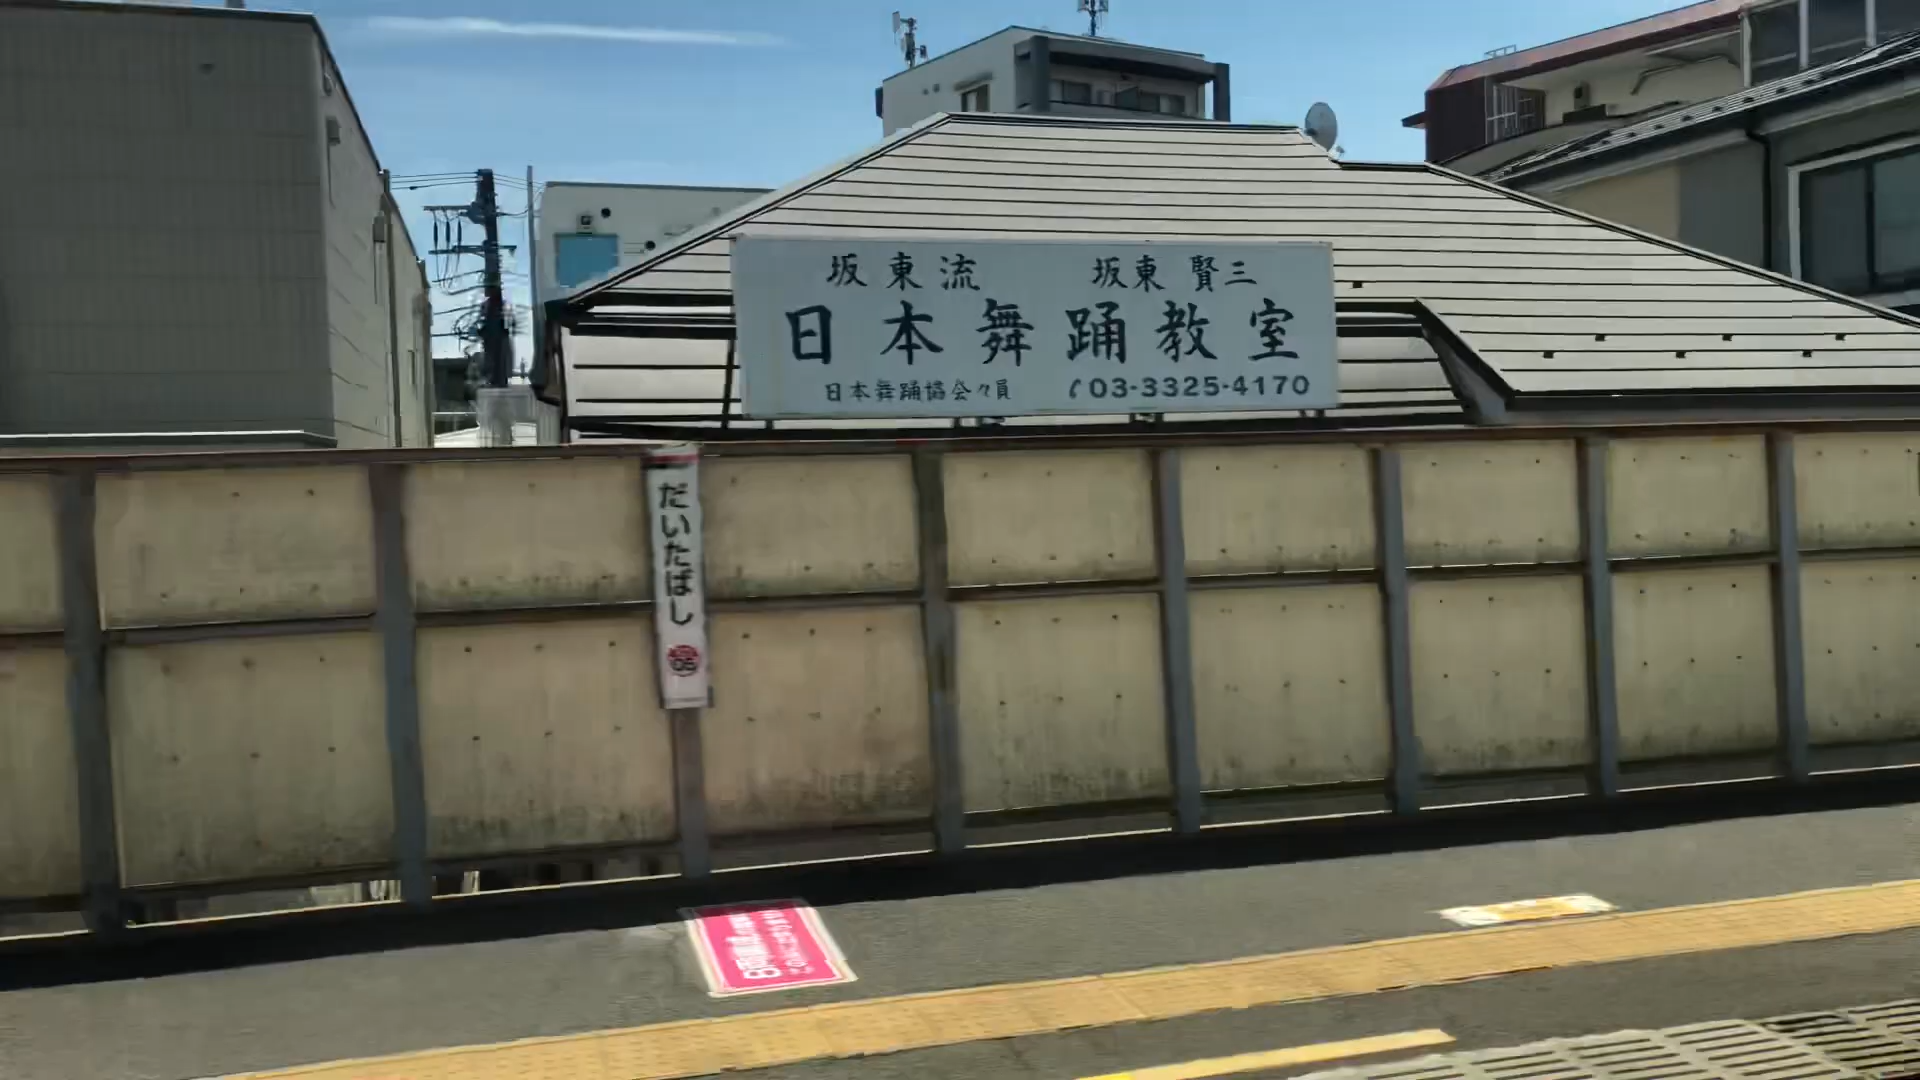 坂東流 坂東 賢三
日本舞踊教室
日本舞踊協会々員 03-3325-4170
だいたばし
05